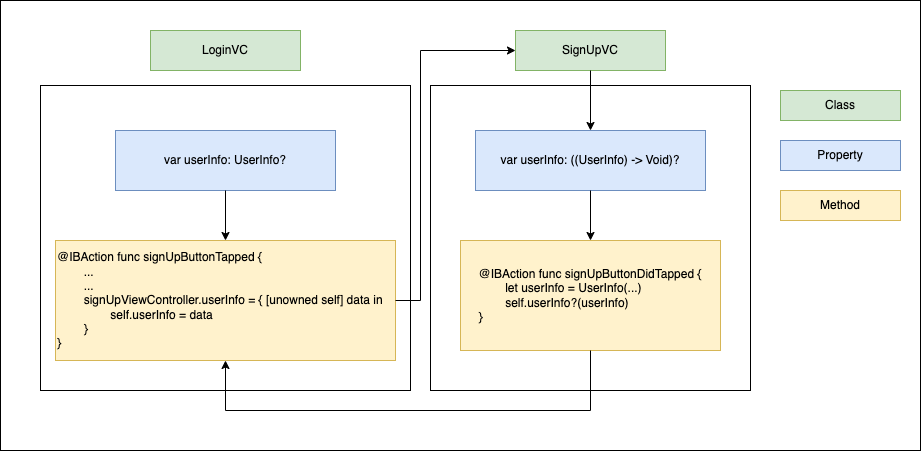 LoginVC
SignUpVC
Class
Property
Method
var userInfo: UserInfo?
var userInfo: ((UserInfo) -> Void)?
@IBAction func signUpButtonTapped {
...
...
signUpViewController.userInfo = { [unowned self] data in
self.userInfo = data
}
}
@IBAction func signUpButtonDidTapped {
let userInfo = UserInfo(...)
self.userInfo?(userInfo)
}